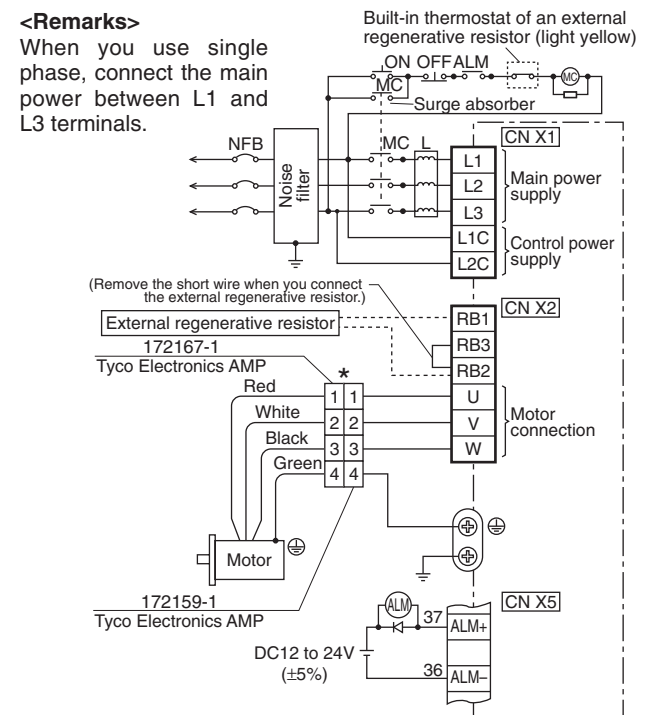 <Remarks>
When you use single
phase, connect the main
power between L1 and
L3 terminals.
Built-in thermostat of an external
regenerative resistor (light yellow)
ON OFF ALM
MC
MC
Surge absorber
NFB
Noise
filter
MC L
CN X1
L1
L2
L3
L1C
L2C
Main power
supply
Control power
supply
(Remove the short wire when you connect
the external regenerative resistor.)
External regenerative resistor
CN X2
RB1
RB3
RB2
U
V
W
Motor
connection
172167-1
Tyco Electronics AMP
*
Red
White
Black
Green
1 1
2 2
3 3
4 4
Motor
172159-1
Tyco Electronics AMP
ALM
DC12 to 24V
(±5%)
CN X5
37 ALM+
36 ALM–